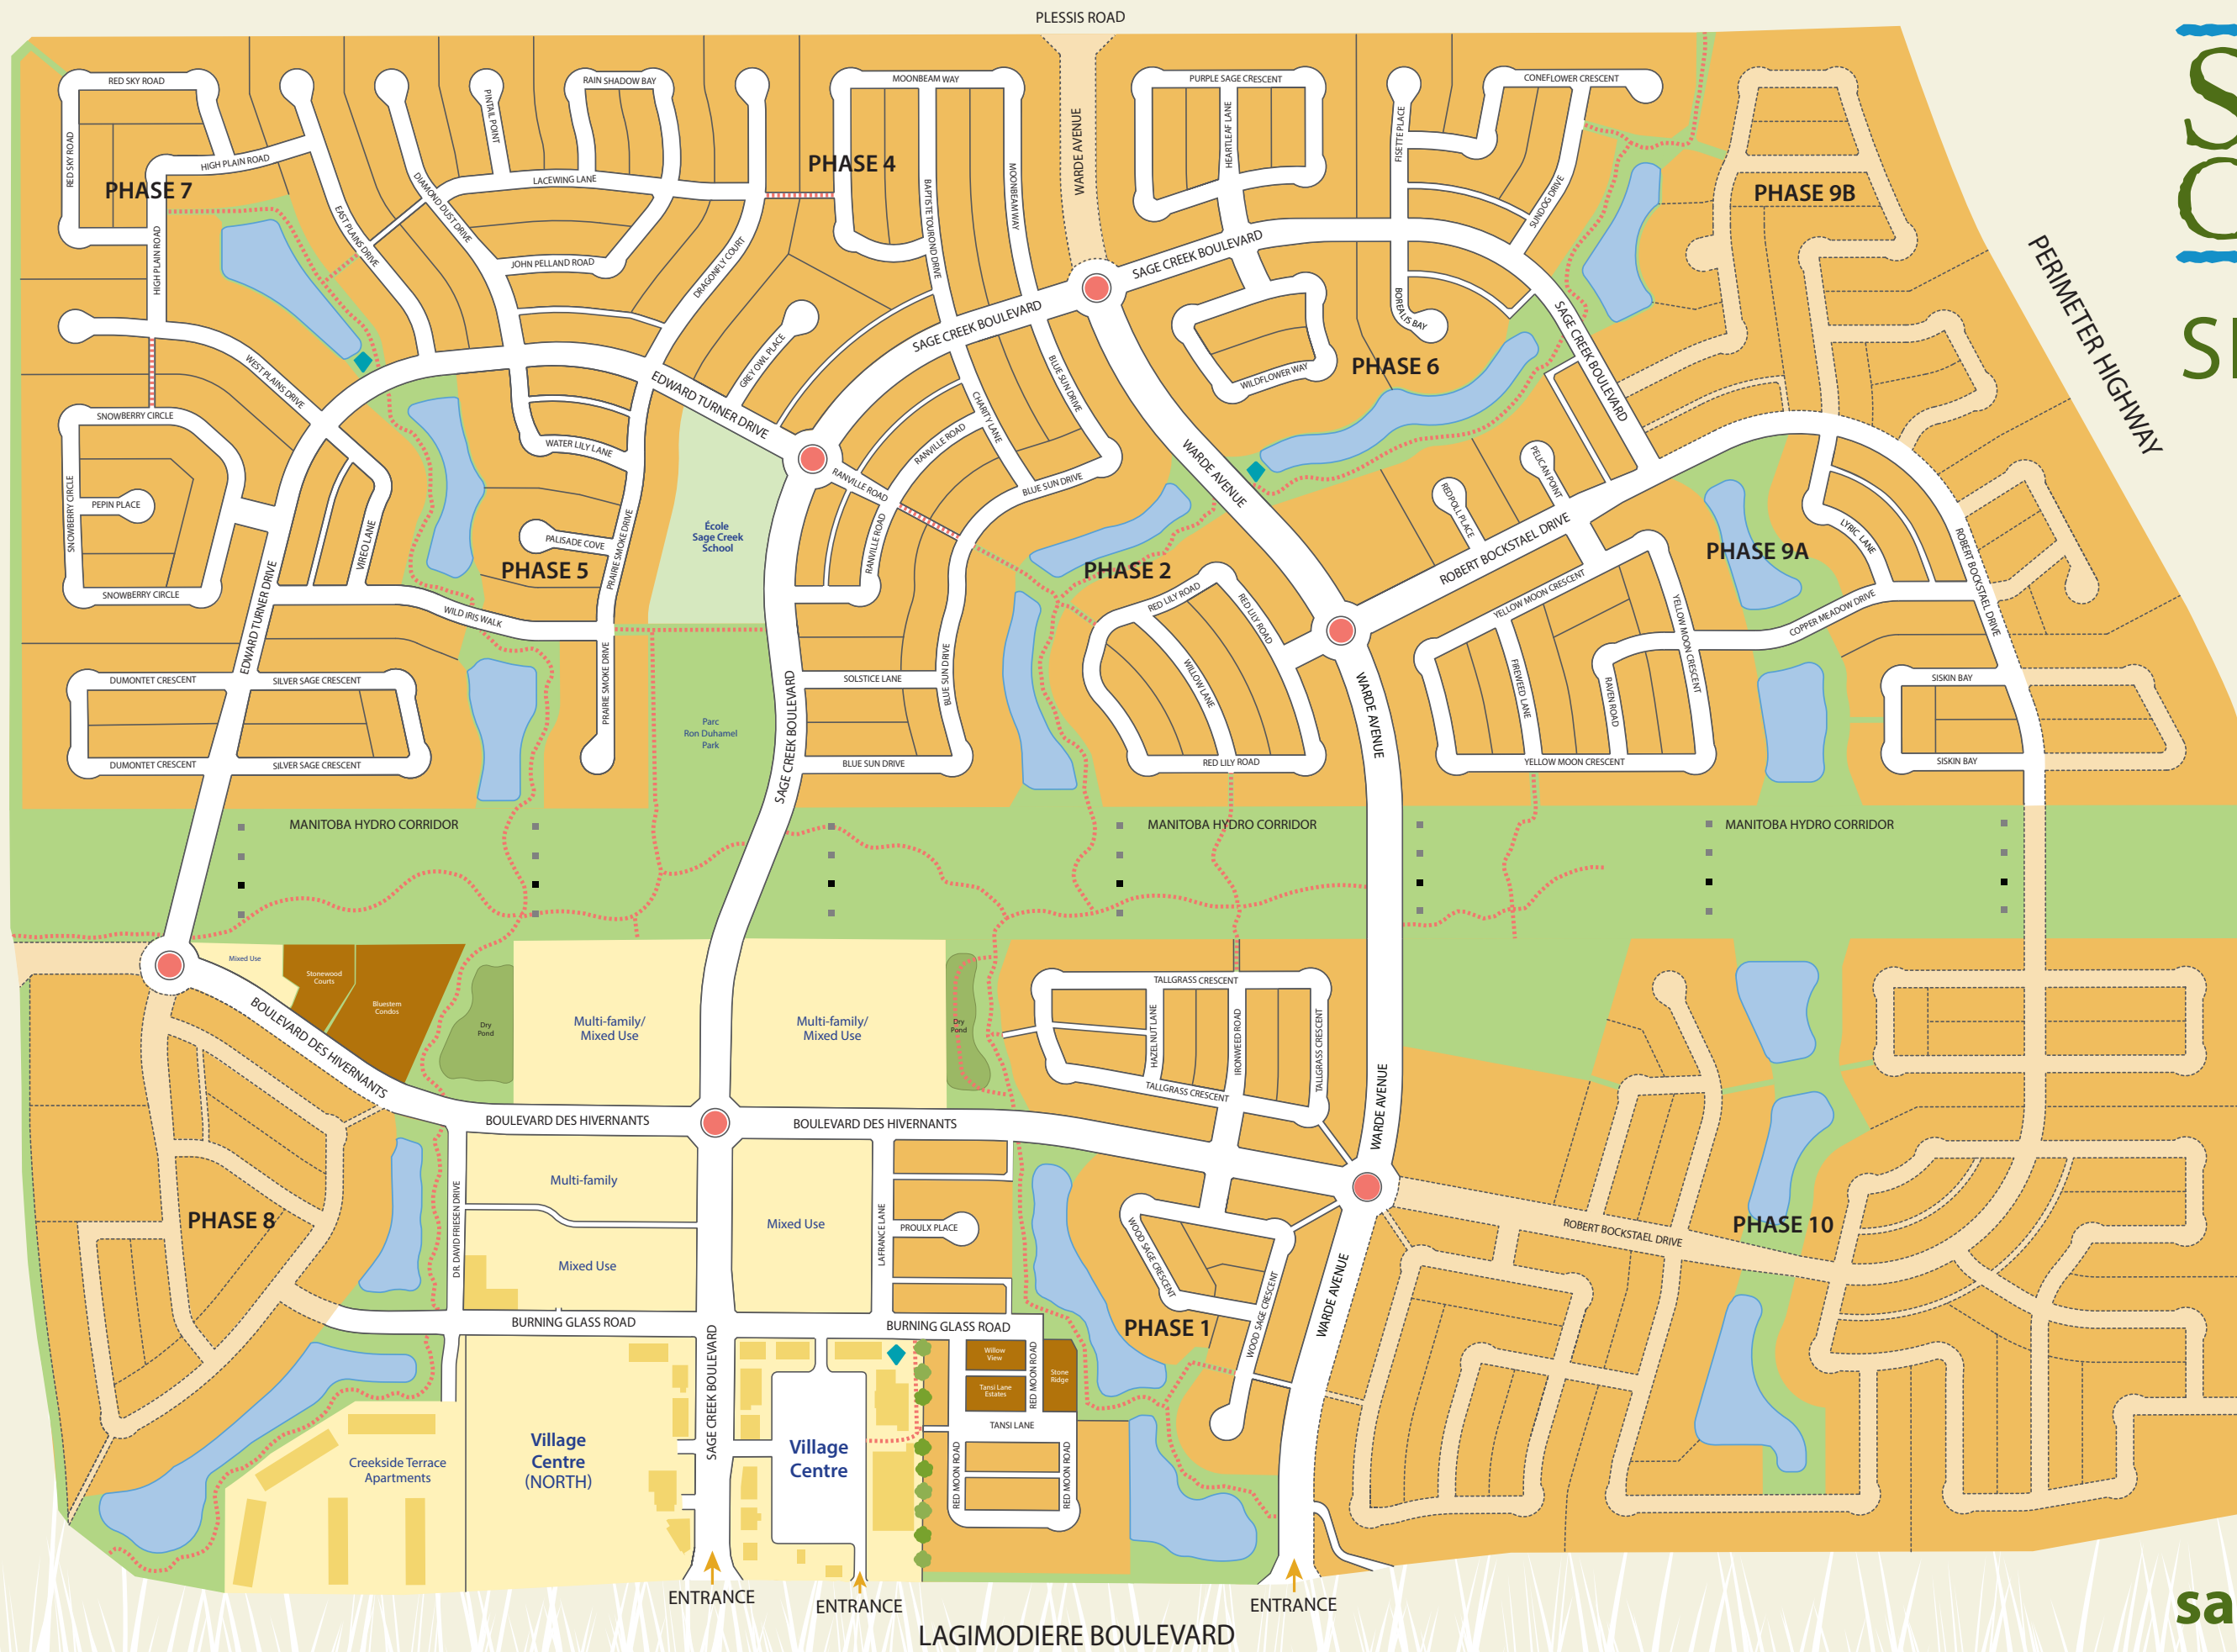 PLESSIS ROAD
RED SKY ROAD
RED SKY ROAD
HIGH PLAIN ROAD
HIGH PLAIN ROAD
PHASE 7
EAST PLAINS DRIVE
DIAMOND DUST DRIVE
PINTAIL POINT
RAIN SHADOW BAY
LACEWING LANE
JOHN PELLAND ROAD
DRAGONFLY COURT
PHASE 4
MOONBEAM WAY
MOONBEAM WAY
BAPTISTE TOUROND DRIVE
WARDE AVENUE
PURPLE SAGE CRESCENT
HEARTLEAF LANE
FISETTE PLACE
CONEFLOWER CRESCENT
SUNDOG DRIVE
PHASE 9B
PERIMETER HIGHWAY
S
C
SI
SAGE CREEK BOULEVARD
SAGE CREEK BOULEVARD
SAGE CREEK BOULEVARD
BOREALIS BAY
WILDFLOWER WAY
PHASE 6
WEST PLAINS DRIVE
SNOWBERRY CIRCLE
SNOWBERRY CIRCLE
SNOWBERRY CIRCLE
PEPIN PLACE
GREY OWL PLACE
EDWARD TURNER DRIVE
WATER LILY LANE
PALISADE COVE
PHASE 5
PRAIRIE SMOKE DRIVE
PRAIRIE SMOKE DRIVE
VIREO LANE
WILD IRIS WALK
EDWARD TURNER DRIVE
École
Sage Creek
School
RANVILLE ROAD
RANVILLE ROAD
RANVILLE ROAD
CHARITY LANE
BLUE SUN DRIVE
BLUE SUN DRIVE
BLUE SUN DRIVE
BLUE SUN DRIVE
SOLSTICE LANE
WARDE AVENUE
PHASE 2
RED LILY ROAD
RED LILY ROAD
RED LILY ROAD
WILLOW LANE
REDPOLL PLACE
PELICAN POINT
ROBERT BOCKSTAEL DRIVE
PHASE 9A
LYRIC LANE
ROBERT BOCKSTAEL DRIVE
COPPER MEADOW DRIVE
YELLOW MOON CRESCENT
YELLOW MOON CRESCENT
YELLOW MOON CRESCENT
FIREWEED LANE
RAVEN ROAD
SISKIN BAY
SISKIN BAY
DUMONTET CRESCENT
DUMONTET CRESCENT
SILVER SAGE CRESCENT
SILVER SAGE CRESCENT
Parc
Ron Duhamel
Park
SAGE CREEK BOULEVARD
WARDE AVENUE
MANITOBA HYDRO CORRIDOR
MANITOBA HYDRO CORRIDOR
MANITOBA HYDRO CORRIDOR
Mixed Use
Stonewood
Courts
Bluestem
Condos
BOULEVARD DES HIVERNANTS
Dry
Pond
Multi-family/
Mixed Use
Multi-family/
Mixed Use
Dry
Pond
TALLGRASS CRESCENT
TALLGRASS CRESCENT
TALLGRASS CRESCENT
HAZELNUT LANE
IRONWEED ROAD
WARDE AVENUE
BOULEVARD DES HIVERNANTS
BOULEVARD DES HIVERNANTS
PHASE 8
DR. DAVID FRIESEN DRIVE
Multi-family
Mixed Use
Mixed Use
LAFRANCE LANE
PROULX PLACE
WOOD SAGE CRESCENT
WOOD SAGE CRESCENT
WARDE AVENUE
PHASE 1
ROBERT BOCKSTAEL DRIVE
PHASE 10
BURNING GLASS ROAD
BURNING GLASS ROAD
SAGE CREEK BOULEVARD
Willow
View
Tansi Lane
Estates
RED MOON ROAD
Stone
Ridge
TANSI LANE
RED MOON ROAD
RED MOON ROAD
Creekside Terrace
Apartments
Village
Centre
(NORTH)
Village
Centre
ENTRANCE
ENTRANCE
ENTRANCE
LAGIMODIERE BOULEVARD
sa